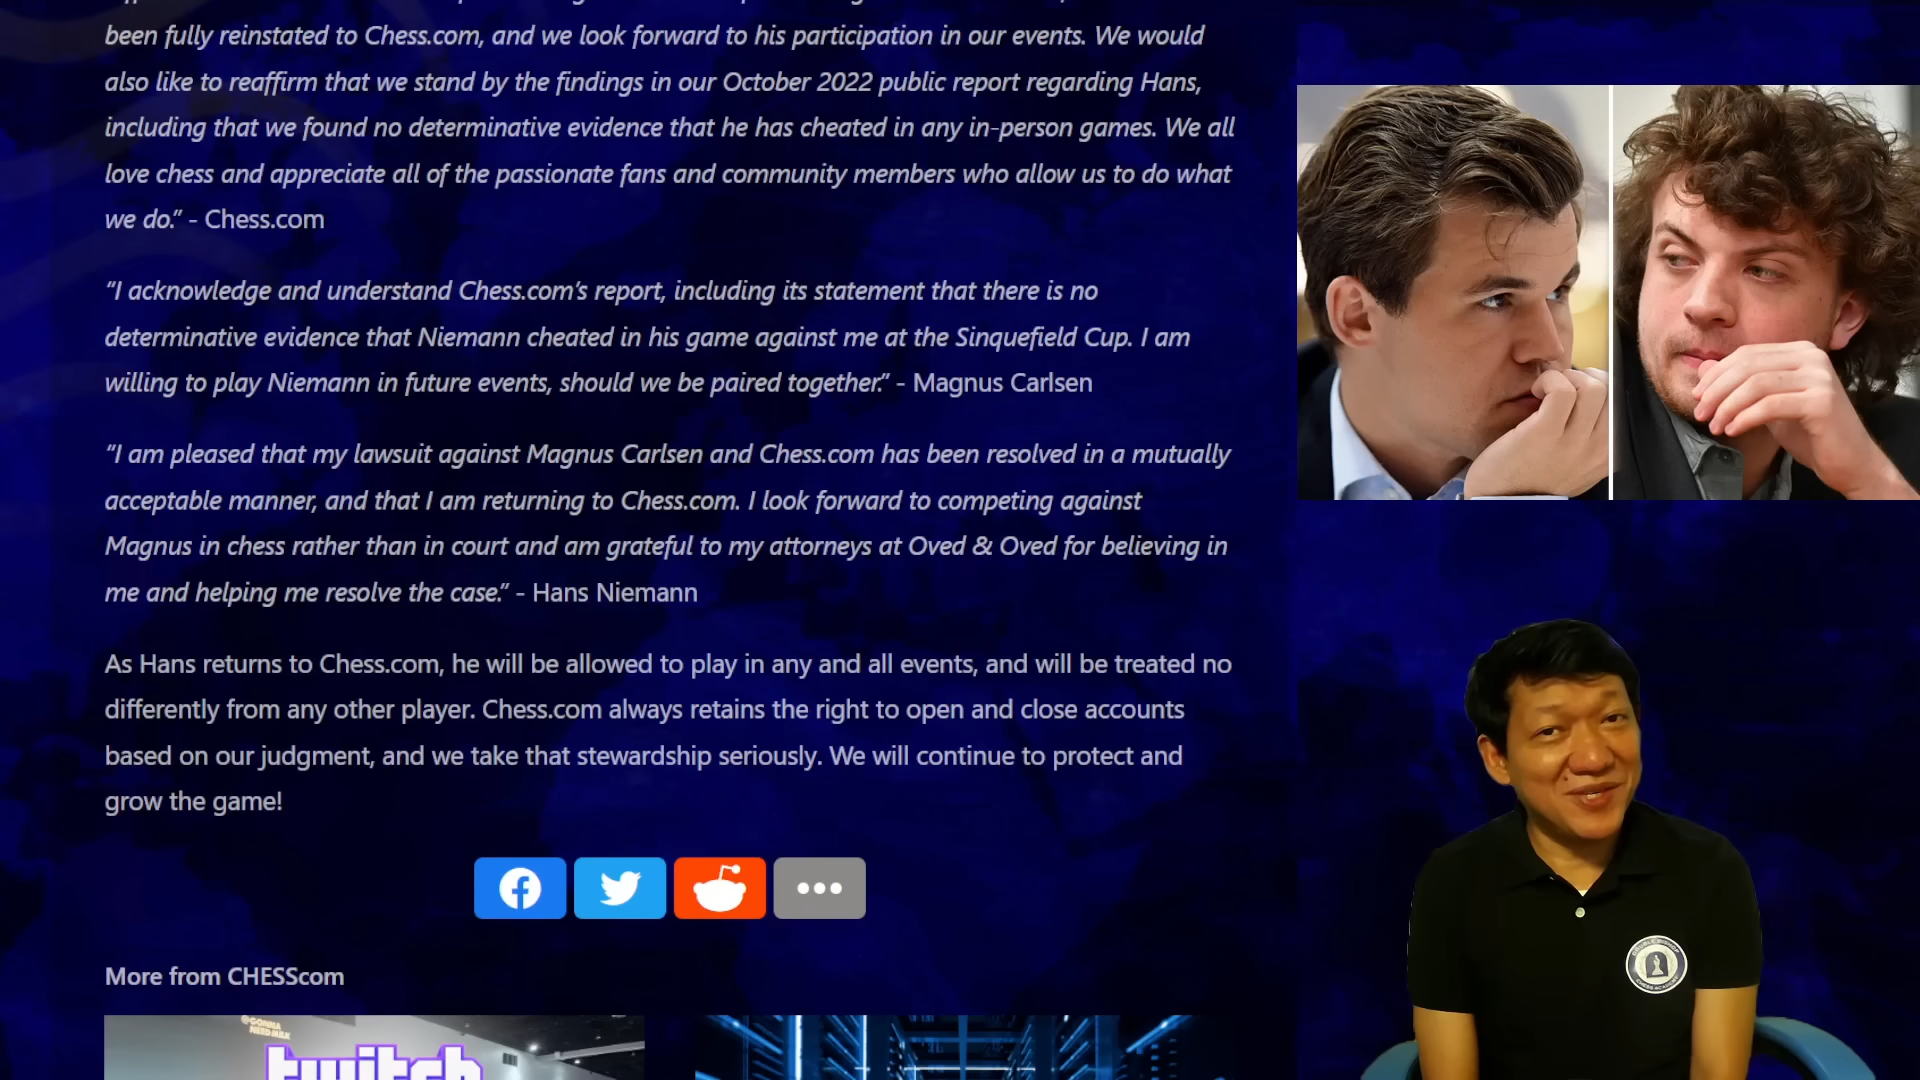 been fully reinstated to Chess.com, and we look forward to his participation in our events. We would
also like to reaffirm that we stand by the findings in our October 2022 public report regarding Hans,
including that we found no determinative evidence that he has cheated in any in-person games. We all
love chess and appreciate all of the passionate fans and community members who allow us to do what
we do.” - Chess.com
“I acknowledge and understand Chess.com’s report, including its statement that there is no
determinative evidence that Niemann cheated in his game against me at the Sinquefield Cup. I am
willing to play Niemann in future events, should we be paired together.” - Magnus Carlsen
“I am pleased that my lawsuit against Magnus Carlsen and Chess.com has been resolved in a mutually
acceptable manner, and that I am returning to Chess.com. I look forward to competing against
Magnus in chess rather than in court and am grateful to my attorneys at Oved & Oved for believing in
me and helping me resolve the case.” - Hans Niemann
As Hans returns to Chess.com, he will be allowed to play in any and all events, and will be treated no
differently from any other player. Chess.com always retains the right to open and close accounts
based on our judgment, and we take that stewardship seriously. We will continue to protect and
grow the game!
More from CHESScom
GONNA
NEED MILK
twitch